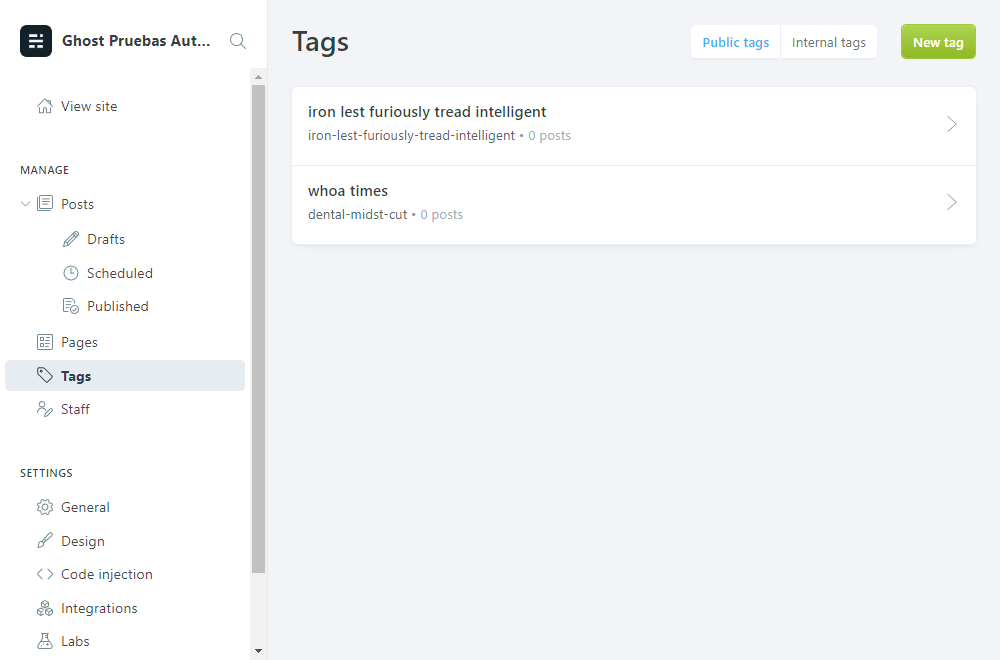 Ghost Pruebas Aut...
View site
MANAGE
Posts
Drafts
Scheduled
Published
Pages
Tags
Staff
SETTINGS
General
Design
Code injection
Integrations
Labs
Tags
Public tags
Internal tags
New tag
iron lest furiously tread intelligent
iron-lest-furiously-tread-intelligent • 0 posts
whoa times
dental-midst-cut • 0 posts